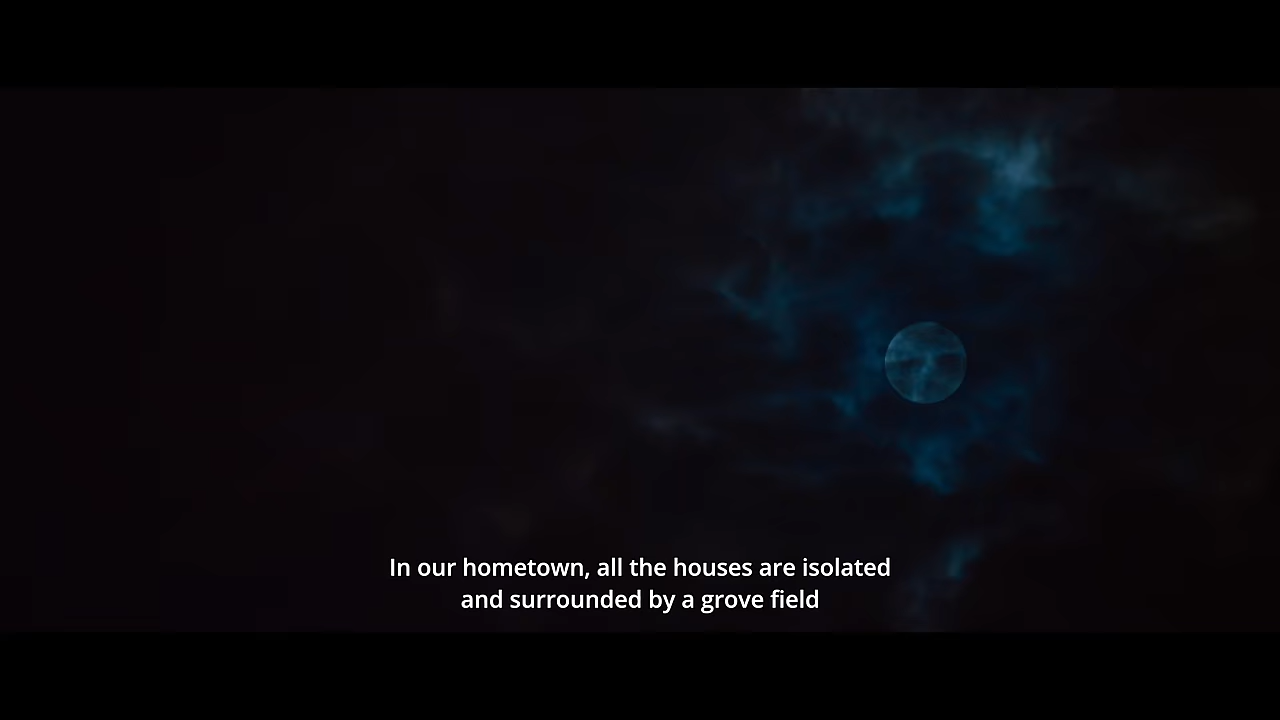 In our hometown, all the houses are isolated
and surrounded by a grove field